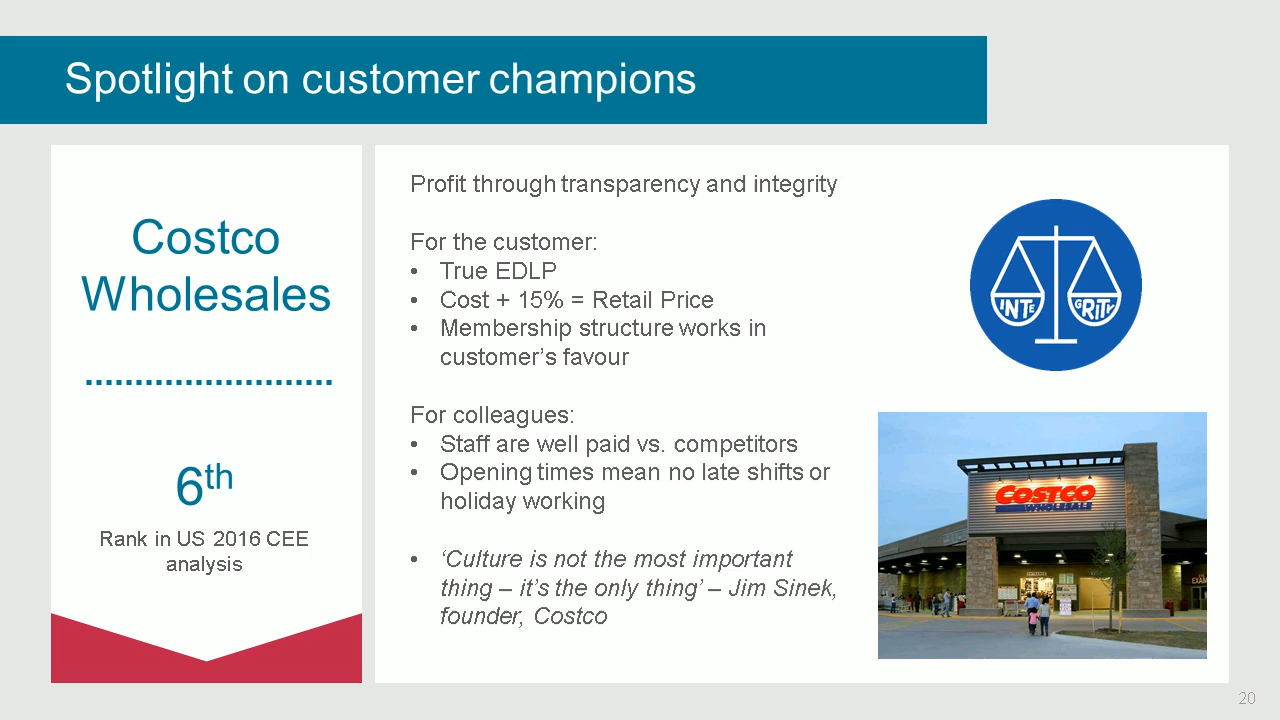 Spotlight on customer champions
Costco
Wholesales
6th
Rank in US 2016 CEE
analysis
Profit through transparency and integrity
For the customer:
• True EDLP
• Cost + 15% = Retail Price
• Membership structure works in
customer’s favour
For colleagues:
• Staff are well paid vs. competitors
• Opening times mean no late shifts or
holiday working
• ‘Culture is not the most important
thing – it’s the only thing’ – Jim Sinek,
founder, Costco
INTE GRITY
COSTCO
WHOLESALE
20